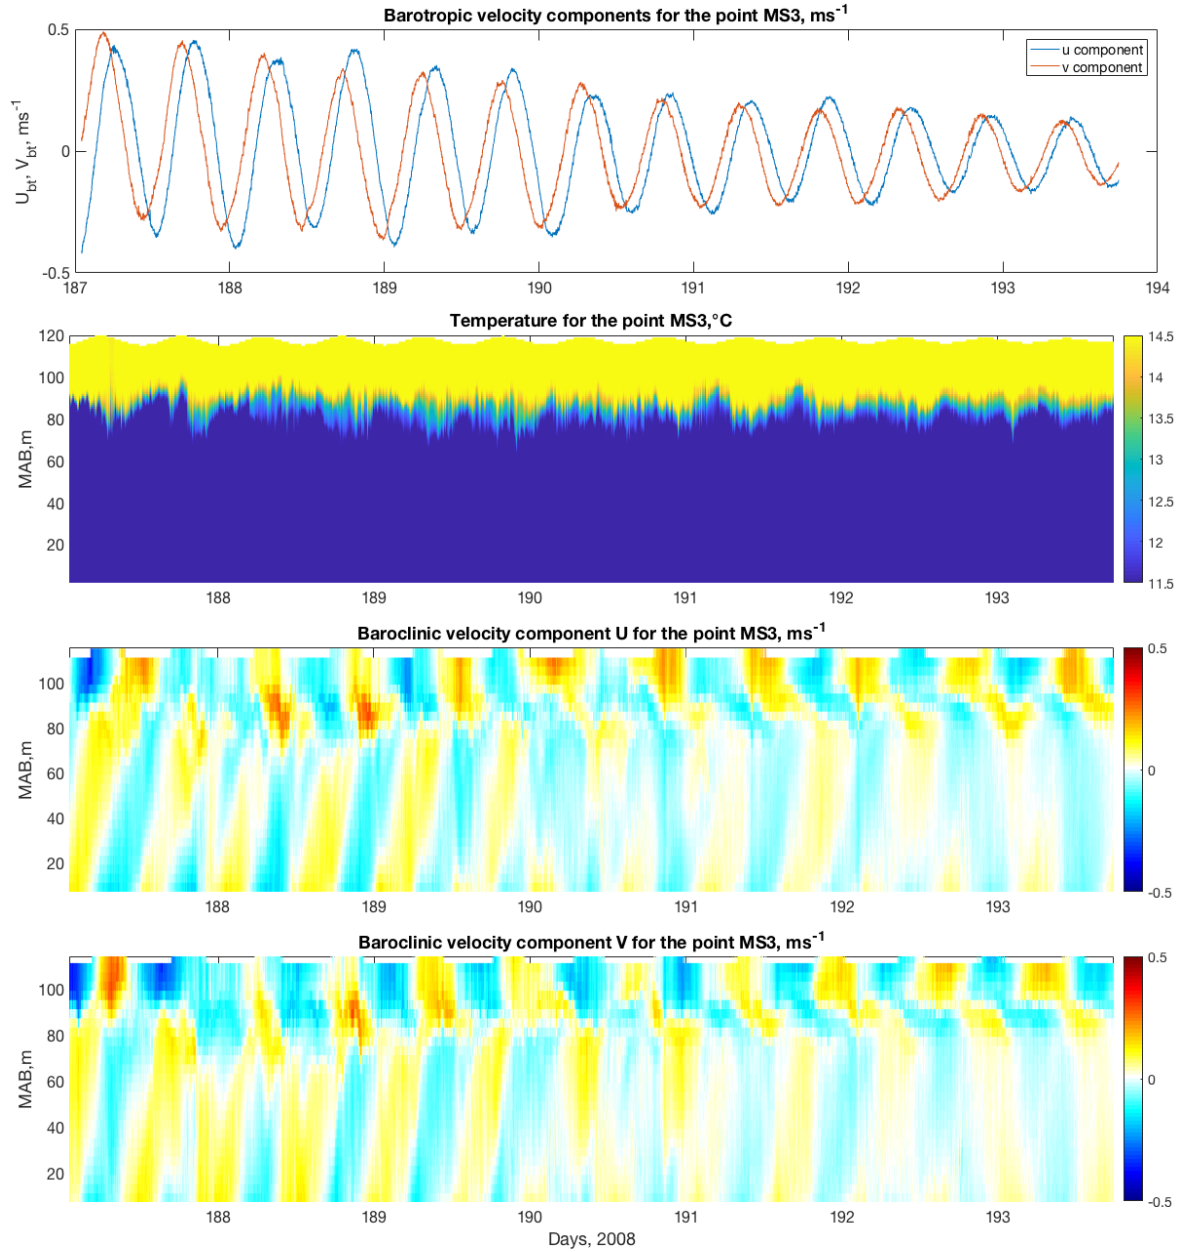 Barotropic velocity components for the point MS3, ms-1
0.5
0
-0.5
Ubt, Vbt, ms-1
u component
v component
187 188 189 190 191 192 193 194
Temperature for the point MS3,°C
120
100
80
60
40
20
MAB,m
14.5
14
13.5
13
12.5
12
11.5
188 189 190 191 192 193
Baroclinic velocity component U for the point MS3, ms-1
100
80
60
40
20
MAB,m
0.5
0
-0.5
188 189 190 191 192 193
Baroclinic velocity component V for the point MS3, ms-1
100
80
60
40
20
MAB,m
0.5
0
-0.5
188 189 190 191 192 193
Days, 2008